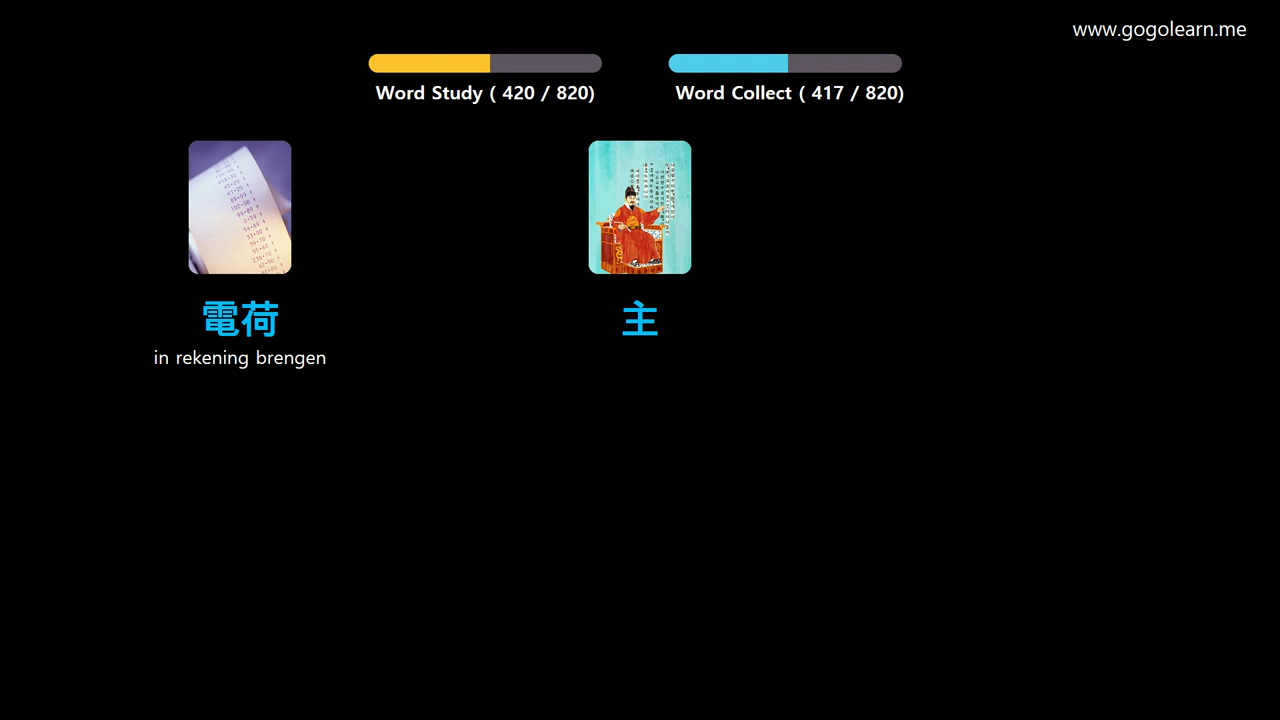 www.gogolearn.me
Word Study ( 420 / 820)
Word Collect ( 417 / 820)
電荷
主
in rekening brengen